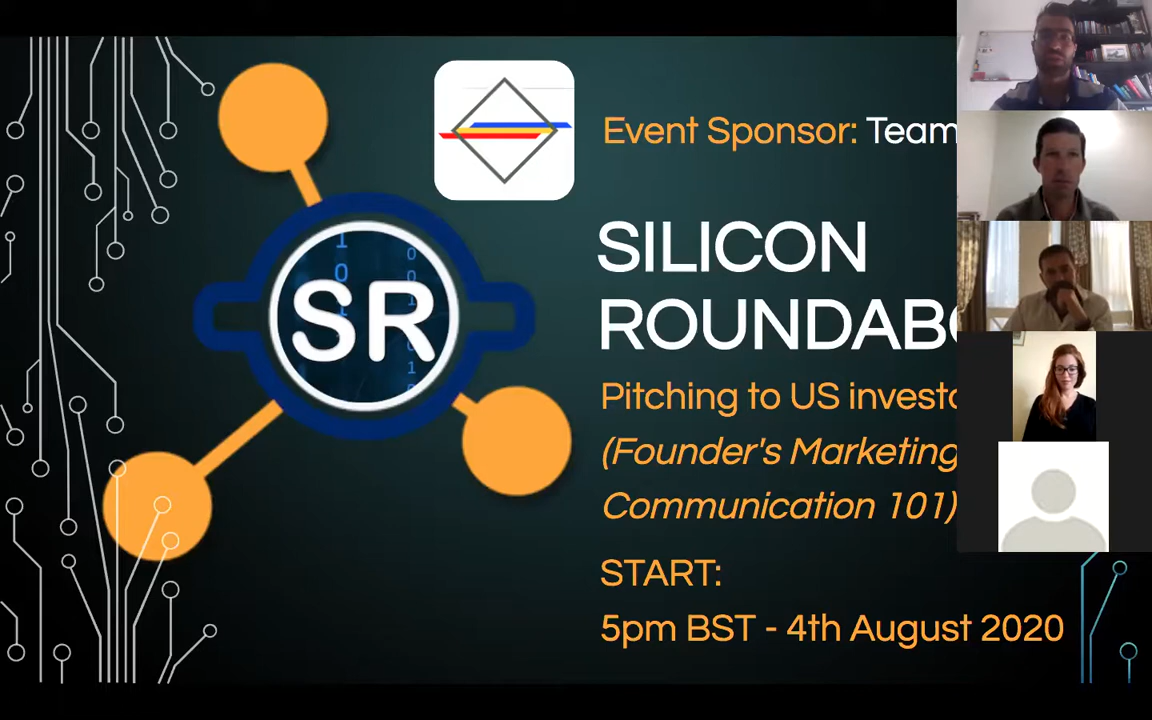 Event Sponsor: Team
SILICON
ROUNDABO
Pitching to US invest
(Founder's Marketing
Communication 101)
START:
5pm BST - 4th August 2020
SR